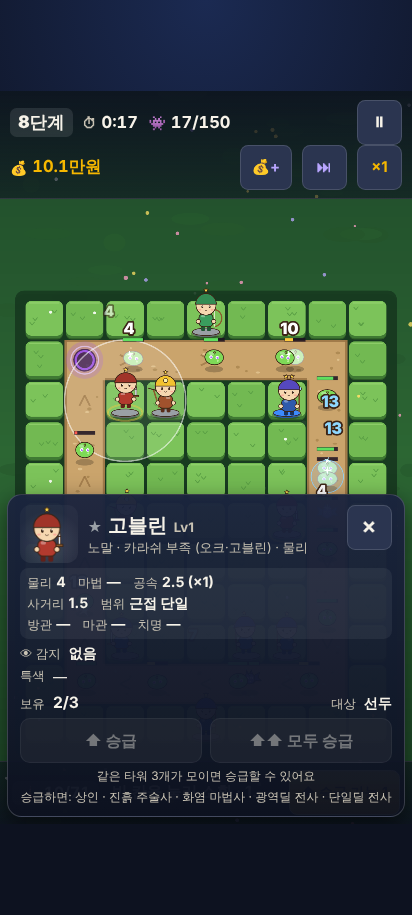 8단계 0:17 17/150
10.1만원 + ×1
4
4 10
13
13
4
★ 고블린 Lv1
노말 · 카라쉬 부족 (오크·고블린) · 물리
×
물리 4 마법 — 공속 2.5 (×1)
사거리 1.5 범위 근접 단일
방관 — 마관 — 치명 —
감지 없음
특색 —
보유 2/3 대상 선두
승급 모두 승급
같은 타워 3개가 모이면 승급할 수 있어요
승급하면: 상인 · 진흙 주술사 · 화염 마법사 · 광역딜 전사 · 단일딜 전사